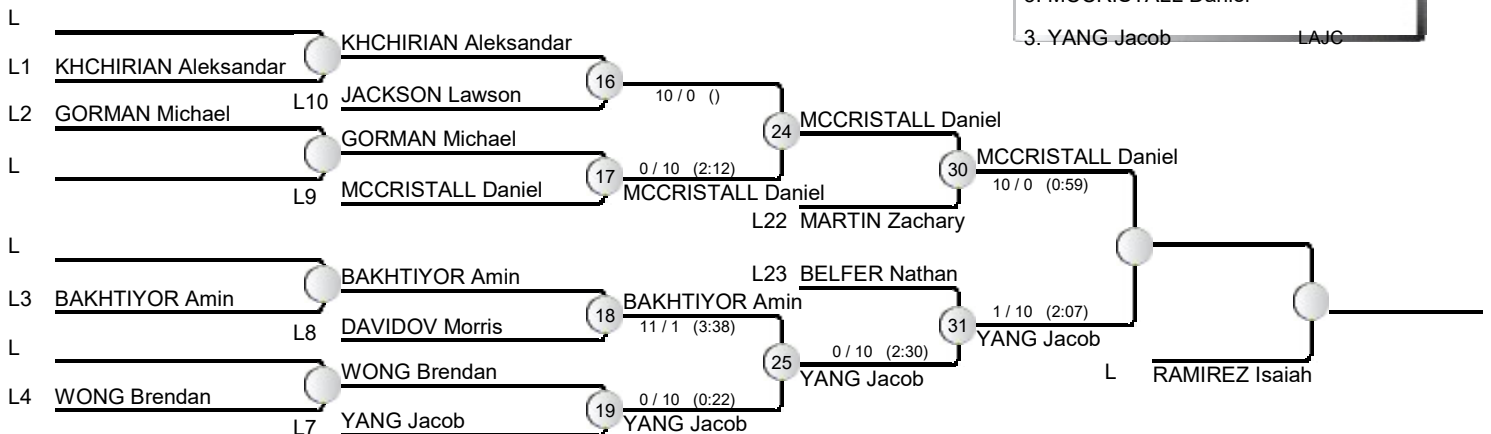 3. YANG Jacob LAJC
L
L1 KHCHIRIAN Aleksandar
L2 GORMAN Michael
L
L
L3 BAKHTIYOR Amin
L
L4 WONG Brendan
KHCHIRIAN Aleksandar
L10 JACKSON Lawson
GORMAN Michael
L9 MCCRISTALL Daniel
BAKHTIYOR Amin
L8 DAVIDOV Morris
WONG Brendan
L7 YANG Jacob
16
17
18
19
10 / 0 ()
0 / 10 (2:12)
MCCRISTALL Daniel
BAKHTIYOR Amin
11 / 1 (3:38)
0 / 10 (0:22)
YANG Jacob
24
25
MCCRISTALL Daniel
L22 MARTIN Zachary
L23 BELFER Nathan
0 / 10 (2:30)
YANG Jacob
30
31
MCCRISTALL Daniel
10 / 0 (0:59)
1 / 10 (2:07)
YANG Jacob
L RAMIREZ Isaiah